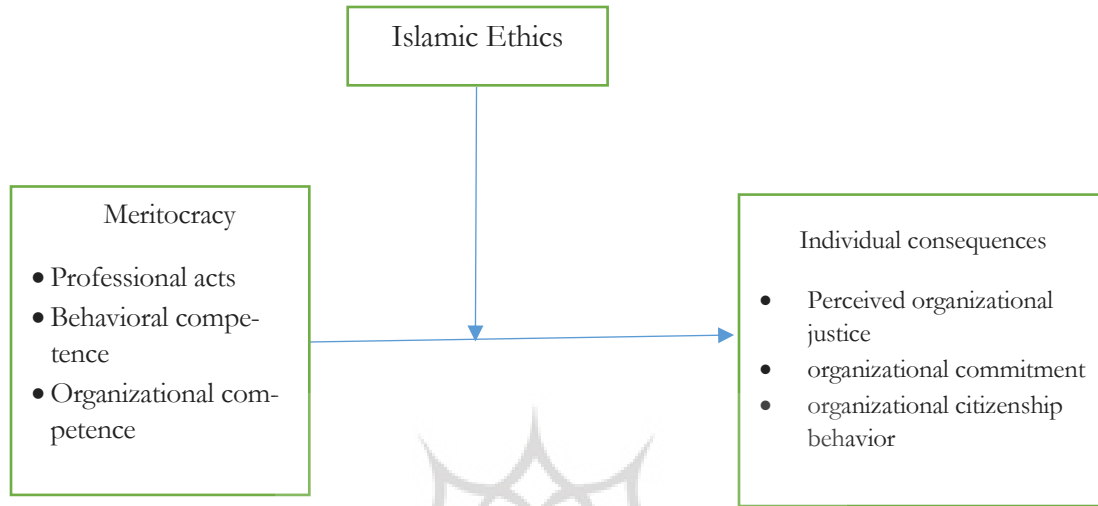 Islamic Ethics
Meritocracy
• Professional acts
• Behavioral compe-
tence
• Organizational com-
petence
Individual consequences
• Perceived organizational
justice
• organizational commitment
• organizational citizenship
behavior